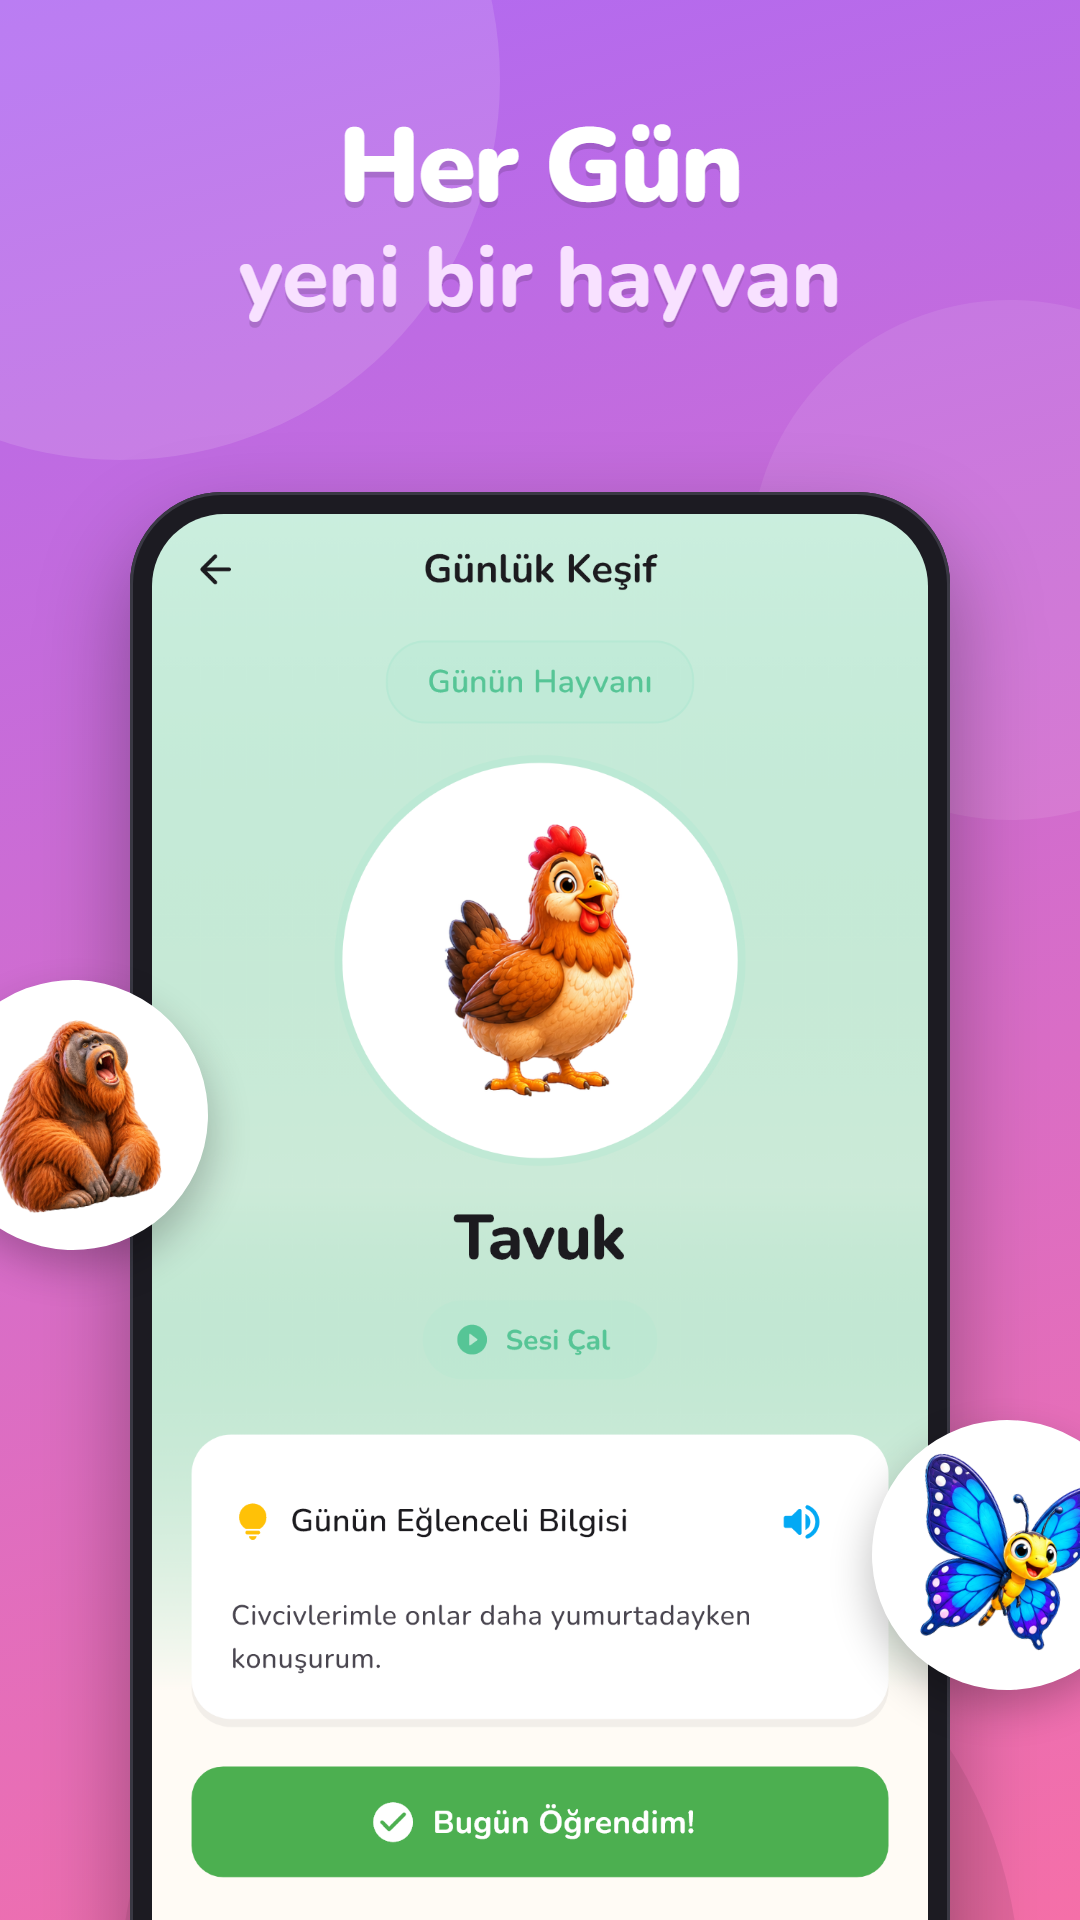 Her Gün
yeni bir hayvan
Günlük Keşif
Günün Hayvanı
Tavuk
Sesi Çal
Günün Eğlenceli Bilgisi
Civcivlerimle onlar daha yumurtadayken
konuşurum.
Bugün Öğrendim!